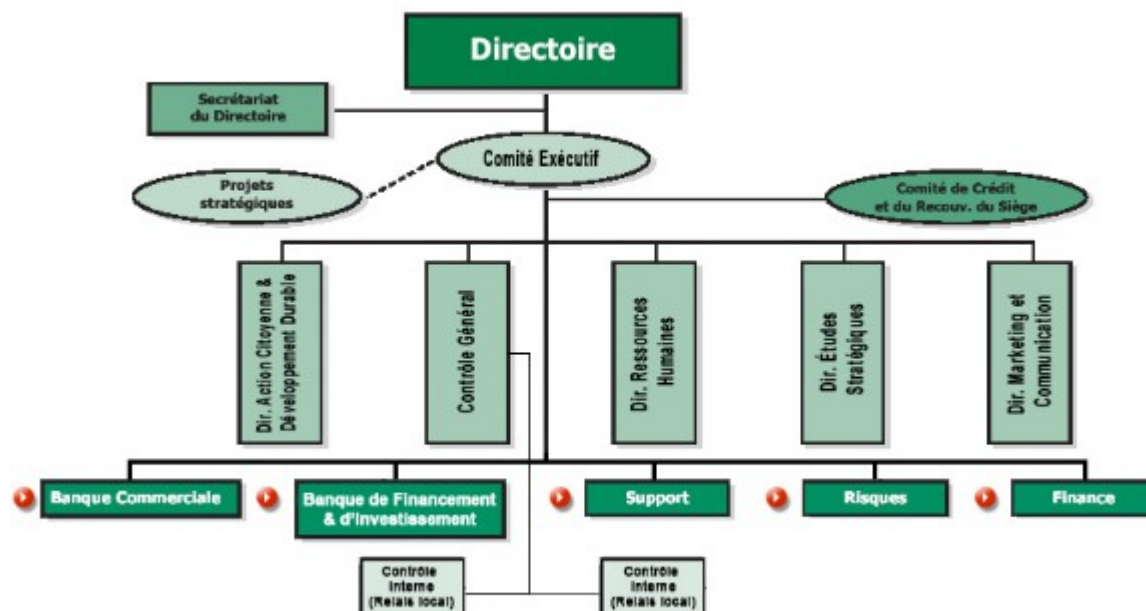 Directoire
Secrétariat
du Directoire
Comité Exécutif
Projets
stratégiques
Comité de Crédit
et du Recouv. du Siège
Dir. Action Citoyenne &
Développement Durable
Contrôle Général
Dir. Ressources
Humaines
Dir. Études
Stratégiques
Dir. Marketing et
Communication
Banque Commerciale
Banque de Financement
& d'Investissement
Support
Risques
Finance
Contrôle
Interne
(Relais local)
Contrôle
Interne
(Relais local)